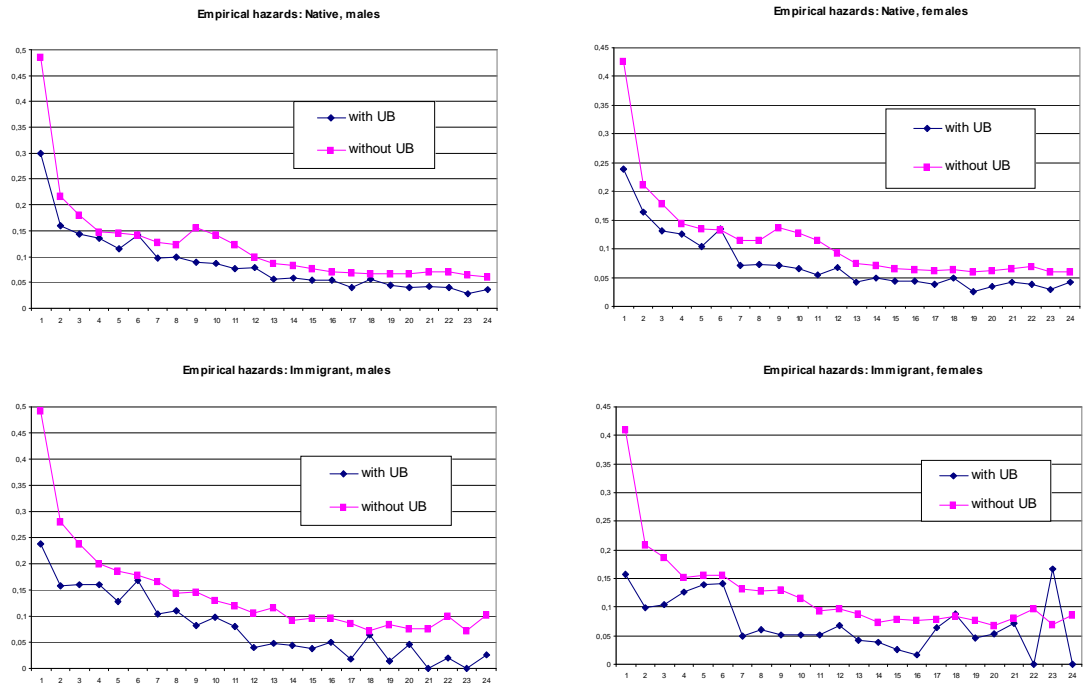 Empirical hazards: Native, males
0,5
0,45
0,4
0,35
0,3
0,25
0,2
0,15
0,1
0,05
0
with UB
without UB
1 2 3 4 5 6 7 8 9 10 11 12 13 14 15 16 17 18 19 20 21 22 23 24
Empirical hazards: Native, females
0,45
0,4
0,35
0,3
0,25
0,2
0,15
0,1
0,05
0
with UB
without UB
1 2 3 4 5 6 7 8 9 10 11 12 13 14 15 16 17 18 19 20 21 22 23 24
Empirical hazards: Immigrant, males
0,5
0,45
0,4
0,35
0,3
0,25
0,2
0,15
0,1
0,05
0
with UB
without UB
1 2 3 4 5 6 7 8 9 10 11 12 13 14 15 16 17 18 19 20 21 22 23 24
Empirical hazards: Immigrant, females
0,45
0,4
0,35
0,3
0,25
0,2
0,15
0,1
0,05
0
with UB
without UB
1 2 3 4 5 6 7 8 9 10 11 12 13 14 15 16 17 18 19 20 21 22 23 24